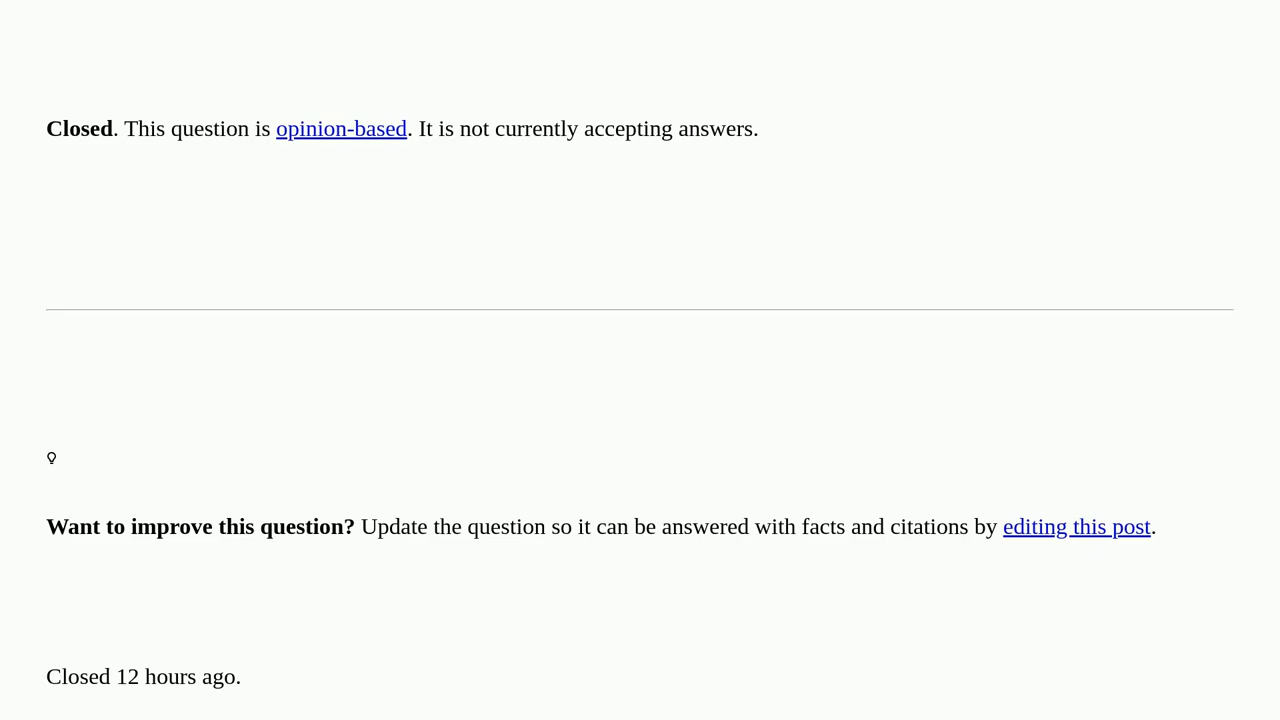 Closed. This question is opinion-based. It is not currently accepting answers.
Want to improve this question? Update the question so it can be answered with facts and citations by editing this post.
Closed 12 hours ago.